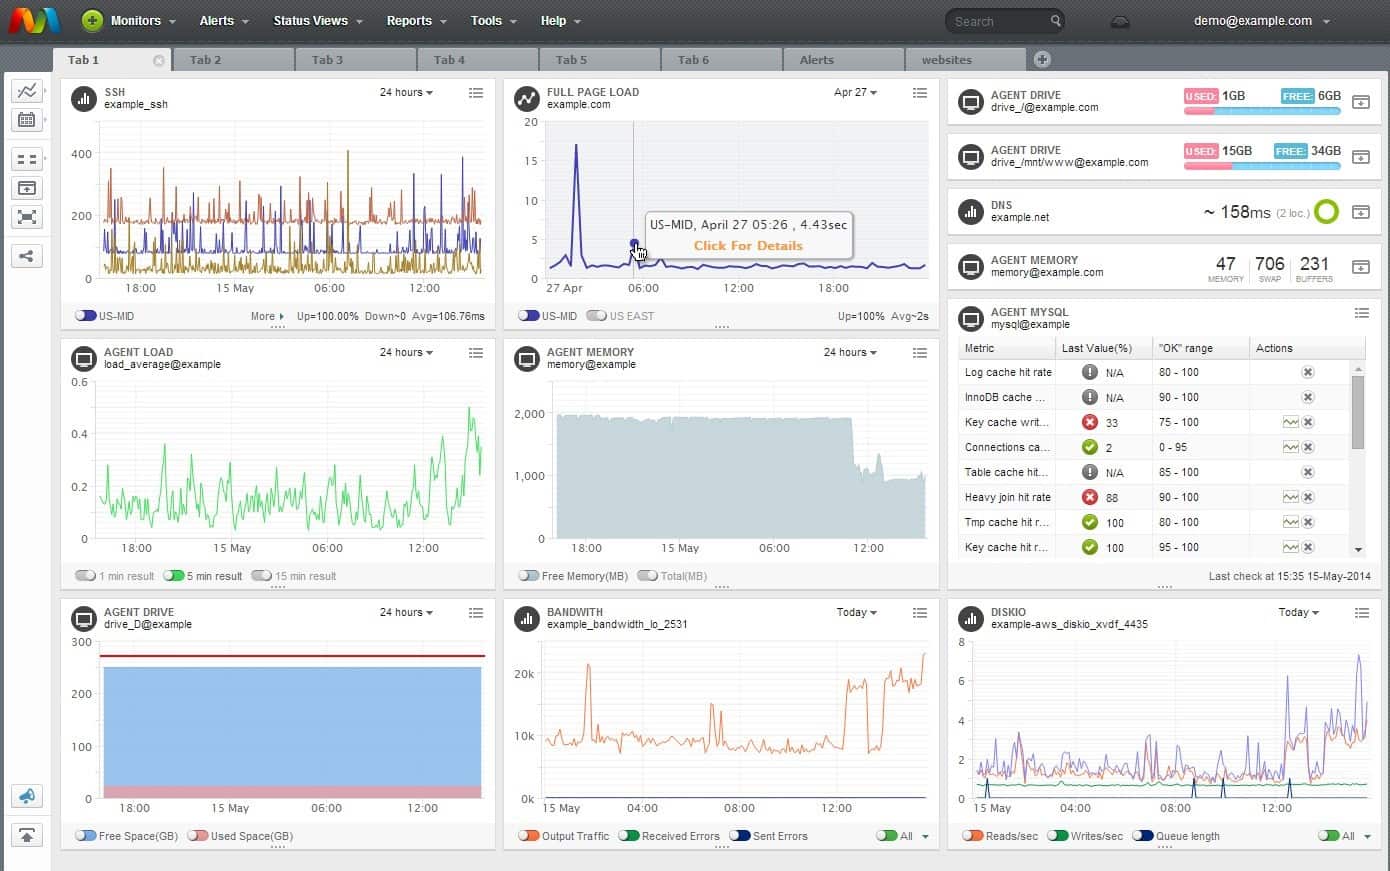 Monitors
Alerts
Status Views
Reports
Tools
Help
Search
demo@example.com
Tab 1
Tab 2
Tab 3
Tab 4
Tab 5
Tab 6
Alerts
websites
SSH
example_ssh
24 hours
400
200
0
18:00 15 May 06:00 12:00
US-MID More Up=100.00% Down~0 Avg=106.76ms
FULL PAGE LOAD
example.com
Apr 27
20
15
10
5
0
US-MID, April 27 05:26 , 4.43sec
Click For Details
27 Apr 06:00 12:00 18:00
US-MID US EAST Up=100% Avg~2s
AGENT DRIVE
drive_/@example.com
USED: 1GB FREE: 6GB
AGENT DRIVE
drive_/mnt/www@example.com
USED: 15GB FREE: 34GB
DNS
example.net
~ 158ms (2 loc.)
AGENT MEMORY
memory@example.com
47 706 231
MEMORY SWAP BUFFERS
AGENT LOAD
load_average@example
24 hours
0.6
0.4
0.2
0
18:00 15 May 06:00 12:00
1 min result 5 min result 15 min result
AGENT MEMORY
memory@example
24 hours
2,000
1,000
0
18:00 15 May 06:00 12:00
Free Memory(MB) Total(MB)
AGENT MYSQL
mysql@example
Metric Last Value(%) "OK" range Actions
Log cache hit rate N/A 80 - 100
InnoDB cache ... N/A 90 - 100
Key cache writ... 33 75 - 100
Connections ca... 2 0 - 95
Table cache hit... N/A 85 - 100
Heavy join hit rate 88 90 - 100
Tmp cache hit r... 100 80 - 100
Key cache hit r... 100 95 - 100
Last check at 15:35 15-May-2014
AGENT DRIVE
drive_D@example
24 hours
300
200
100
0
18:00 15 May 06:00 12:00
Free Space(GB) Used Space(GB)
BANDWITH
example_bandwidth_lo_2531
Today
20k
10k
0k
15 May 04:00 08:00 12:00
Output Traffic Received Errors Sent Errors All
DISKIO
example-aws_diskio_xvdf_4435
Today
8
6
4
2
0
15 May 04:00 08:00 12:00
Reads/sec Writes/sec Queue length All